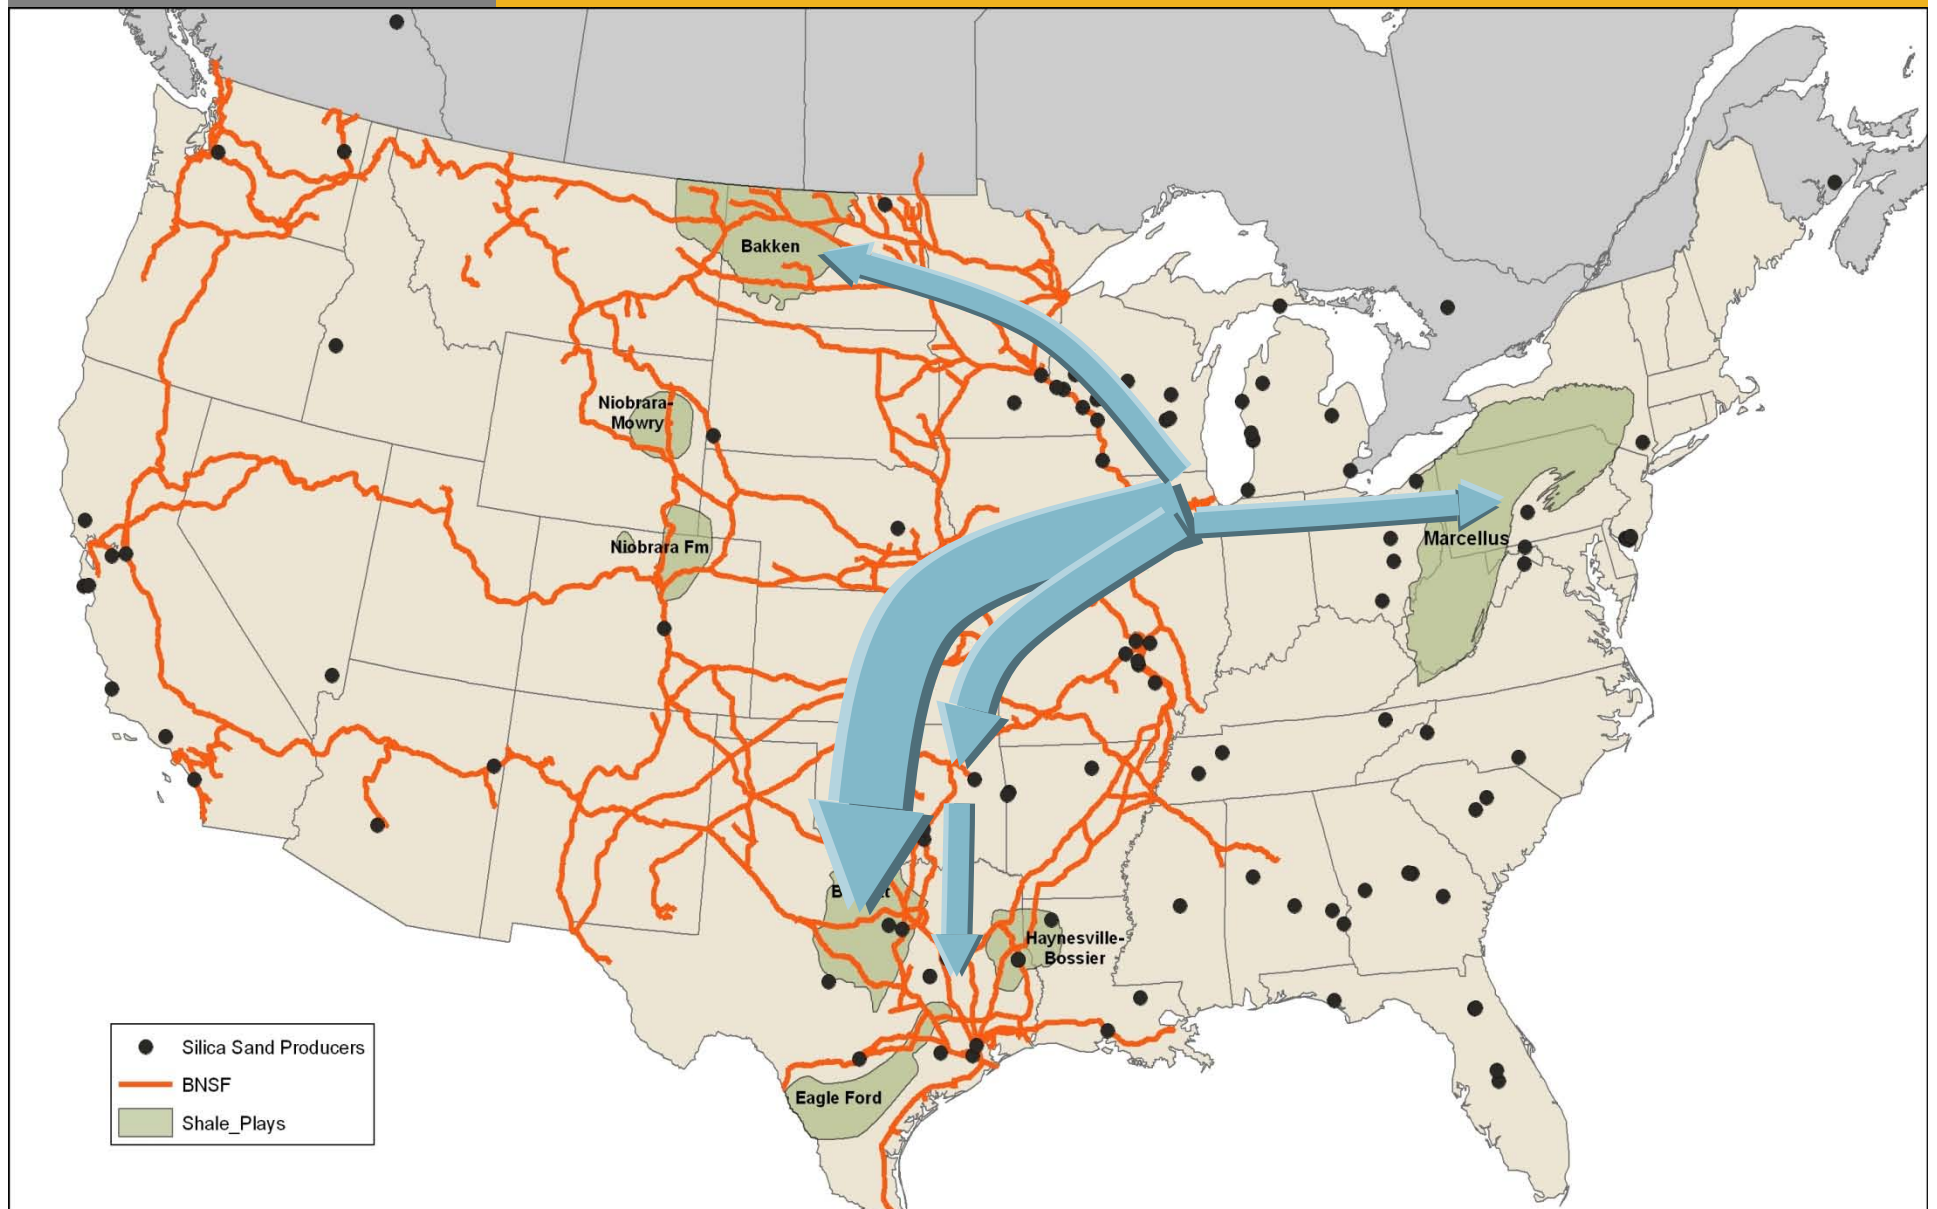 Bakken
Niobrara-
Mowry
Niobrara Fm
Marcellus
Haynesville-
Bossier
Eagle Ford
Silica Sand Producers
BNSF
Shale_Plays